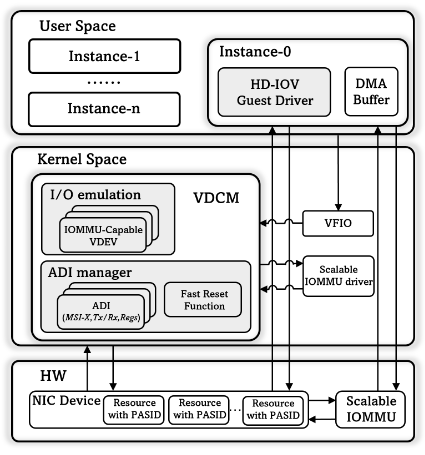 User Space
Instance-1
......
Instance-n
Instance-0
HD-IOV
Guest Driver
DMA
Buffer
Kernel Space
VDCM
I/O emulation
IOMMU-Capable
VDEV
ADI manager
ADI
(MSI-X,Tx/Rx,Regs)
Fast Reset
Function
VFIO
Scalable
IOMMU driver
HW
NIC Device
Resource
with PASID
Resource
with PASID
...
Resource
with PASID
Scalable
IOMMU